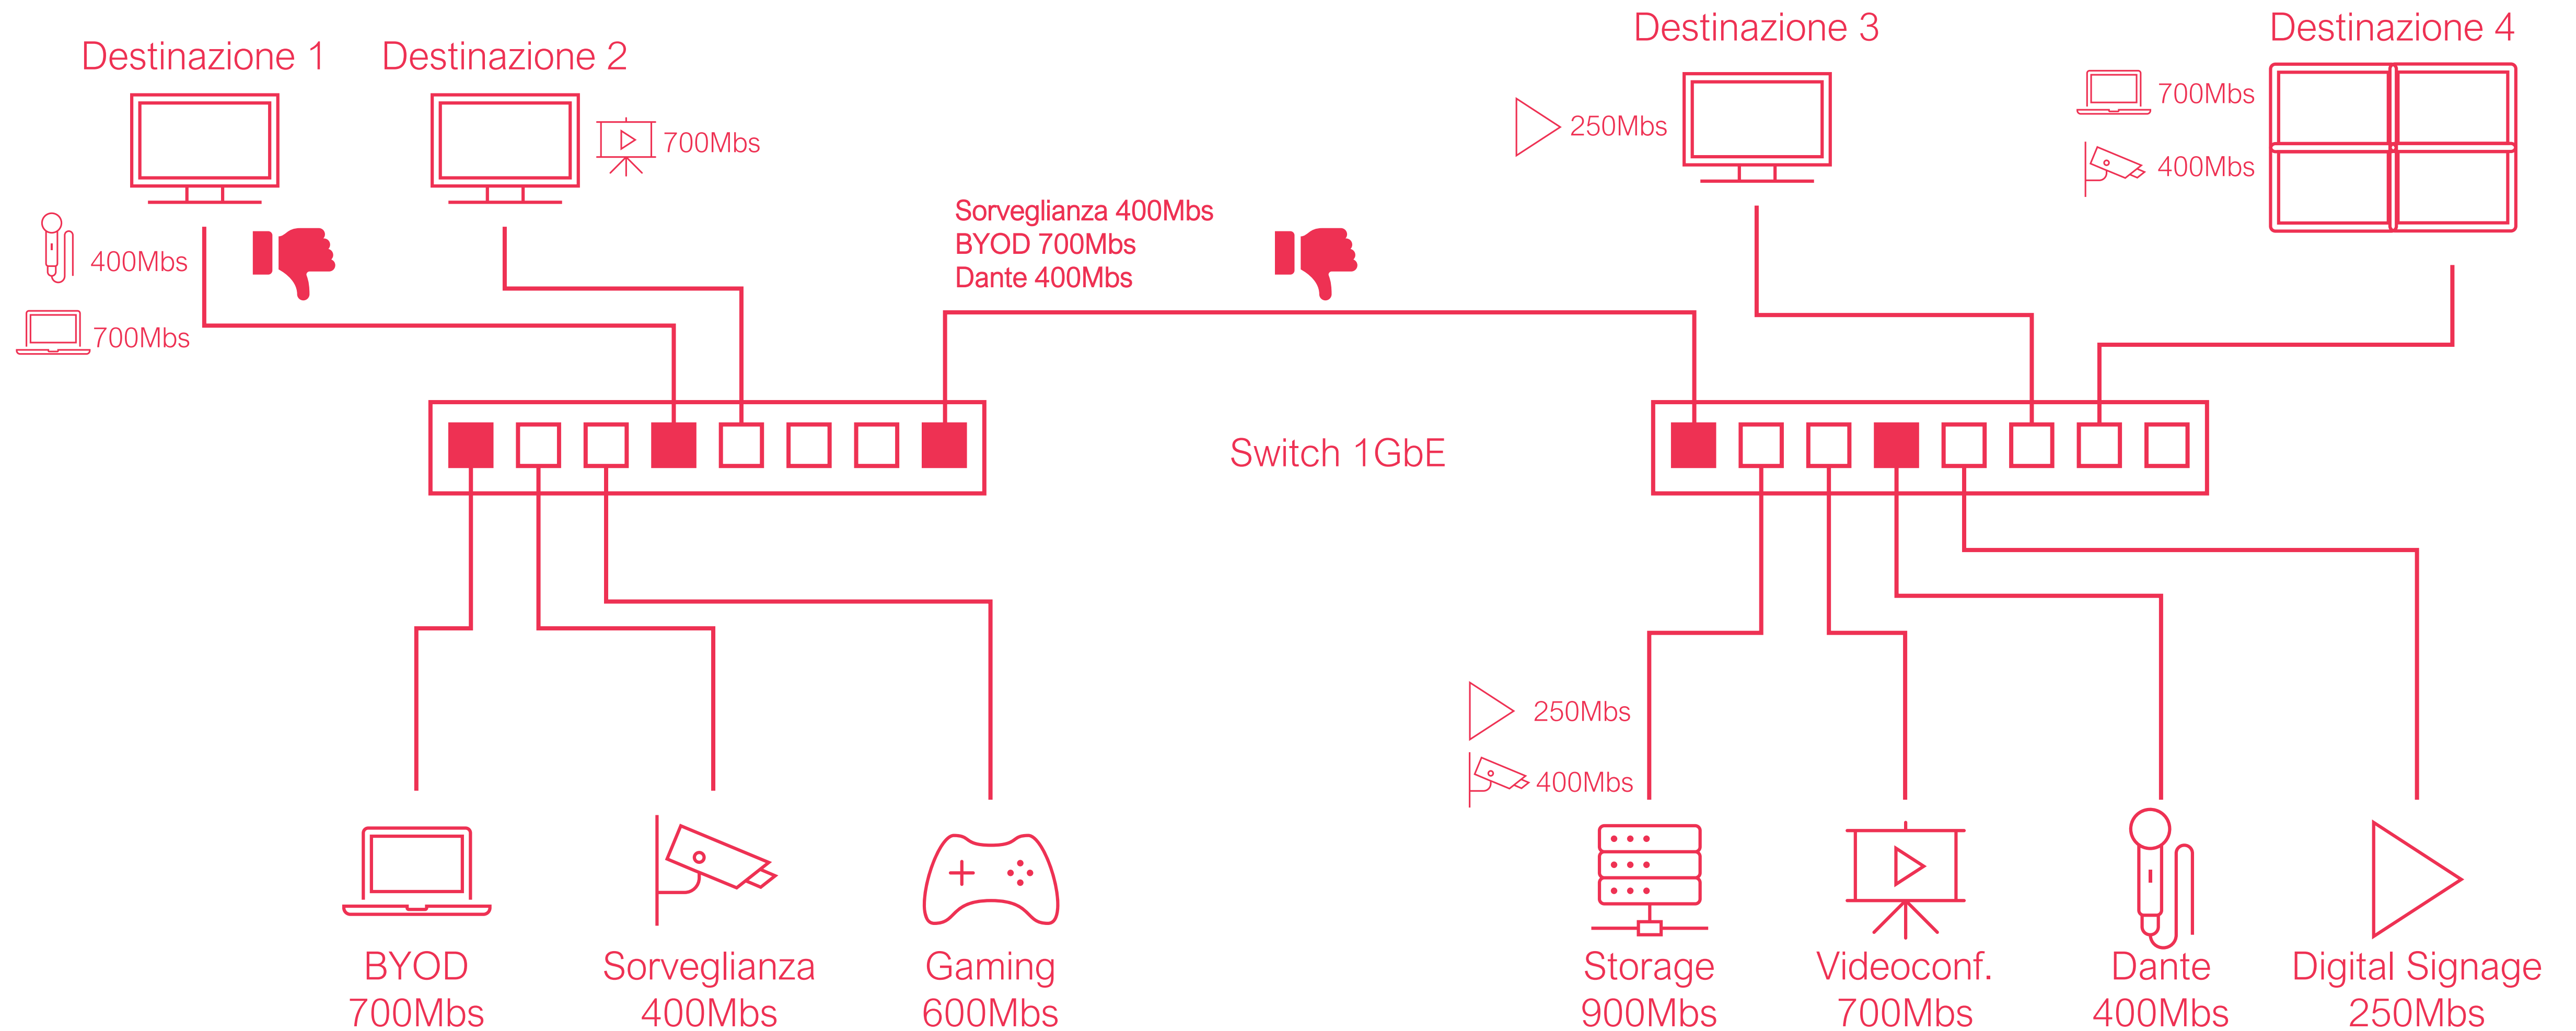 Destinazione 1
Destinazione 2
Destinazione 3
Destinazione 4
700Mbs
250Mbs
700Mbs
400Mbs
400Mbs
700Mbs
Sorveglianza 400Mbs
BYOD 700Mbs
Dante 400Mbs
Switch 1GbE
250Mbs
400Mbs
BYOD
700Mbs
Sorveglianza
400Mbs
Gaming
600Mbs
Storage
900Mbs
Videoconf.
700Mbs
Dante
400Mbs
Digital Signage
250Mbs